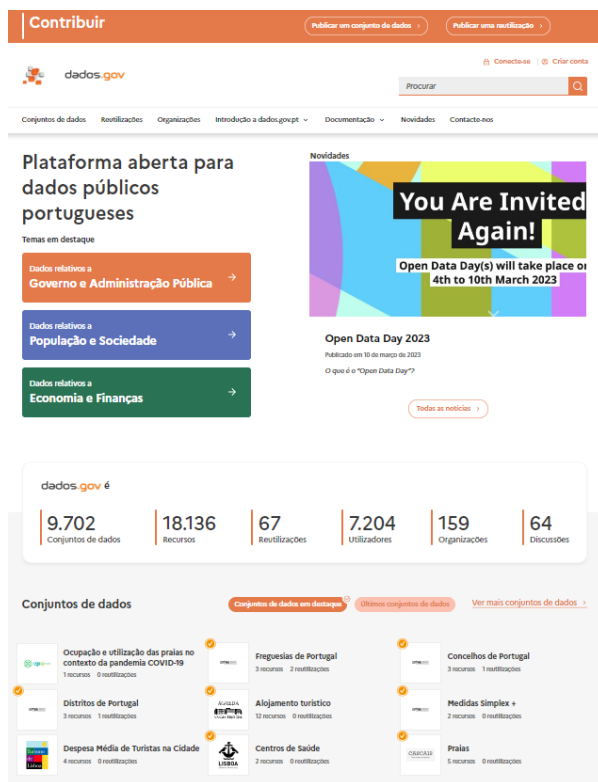 Contribuir
Publicar um conjunto de dados
Publicar uma reutilização
Conecte-se
Criar conta
dados.gov
Procurar
Conjuntos de dados
Reutilizações
Organizações
Introdução a dados.gov.pt
Documentação
Novidades
Contacte-nos
Plataforma aberta para
dados públicos
portugueses
Temas em destaque
Dados relativos a
Governo e Administração Pública
Dados relativos a
População e Sociedade
Dados relativos a
Economia e Finanças
Novidades
You Are Invited
Again!
Open Data Day(s) will take place on
4th to 10th March 2023
Open Data Day 2023
Publicado em 10 de março de 2023
O que é o "Open Data Day"?
Todas as notícias
dados.gov é
9.702
Conjuntos de dados
18.136
Recursos
67
Reutilizações
7.204
Utilizadores
159
Organizações
64
Discussões
Conjuntos de dados
Conjuntos de dados em destaque
Últimos conjuntos de dados
Ver mais conjuntos de dados
Ocupação e utilização das praias no
contexto da pandemia COVID-19
1 recursos 0 reutilizações
Freguesias de Portugal
3 recursos 2 reutilizações
Concelhos de Portugal
3 recursos 1 reutilizações
Distritos de Portugal
3 recursos 1 reutilizações
Alojamento turístico
12 recursos 0 reutilizações
Medidas Simplex +
2 recursos 0 reutilizações
Turismo
de
Lisboa
Despesa Média de Turistas na Cidade
4 recursos 0 reutilizações
LISBOA
Centros de Saúde
2 recursos 0 reutilizações
CASCAIS
Praias
5 recursos 0 reutilizações